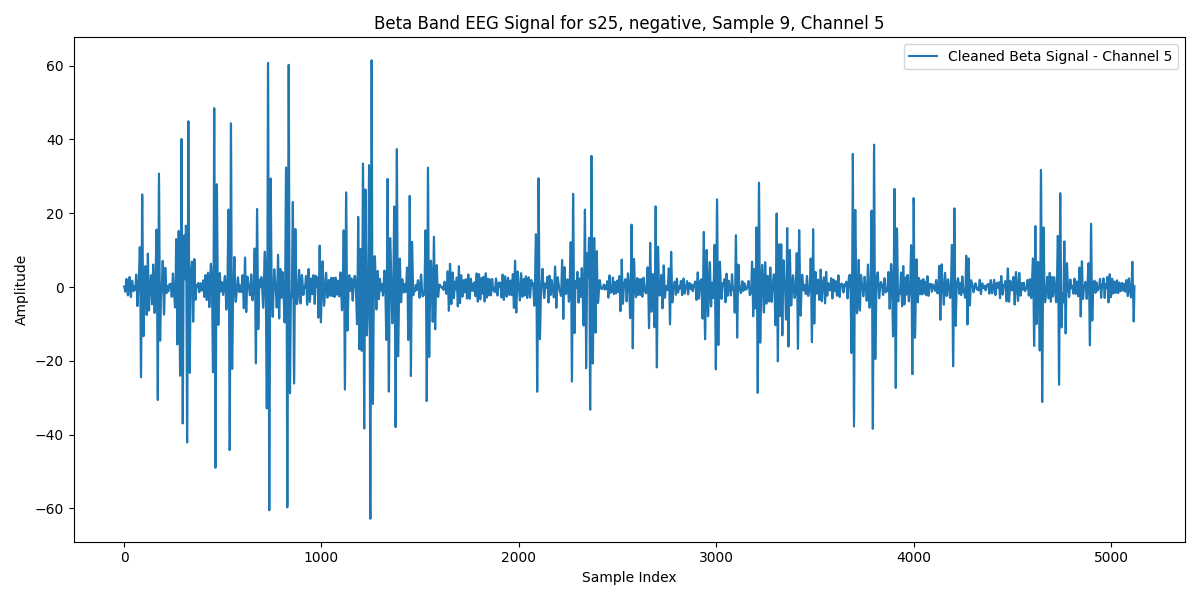 Beta Band EEG Signal for s25, negative, Sample 9, Channel 5
Cleaned Beta Signal - Channel 5
Amplitude
60
40
20
0
−20
−40
−60
0 1000 2000 3000 4000 5000
Sample Index